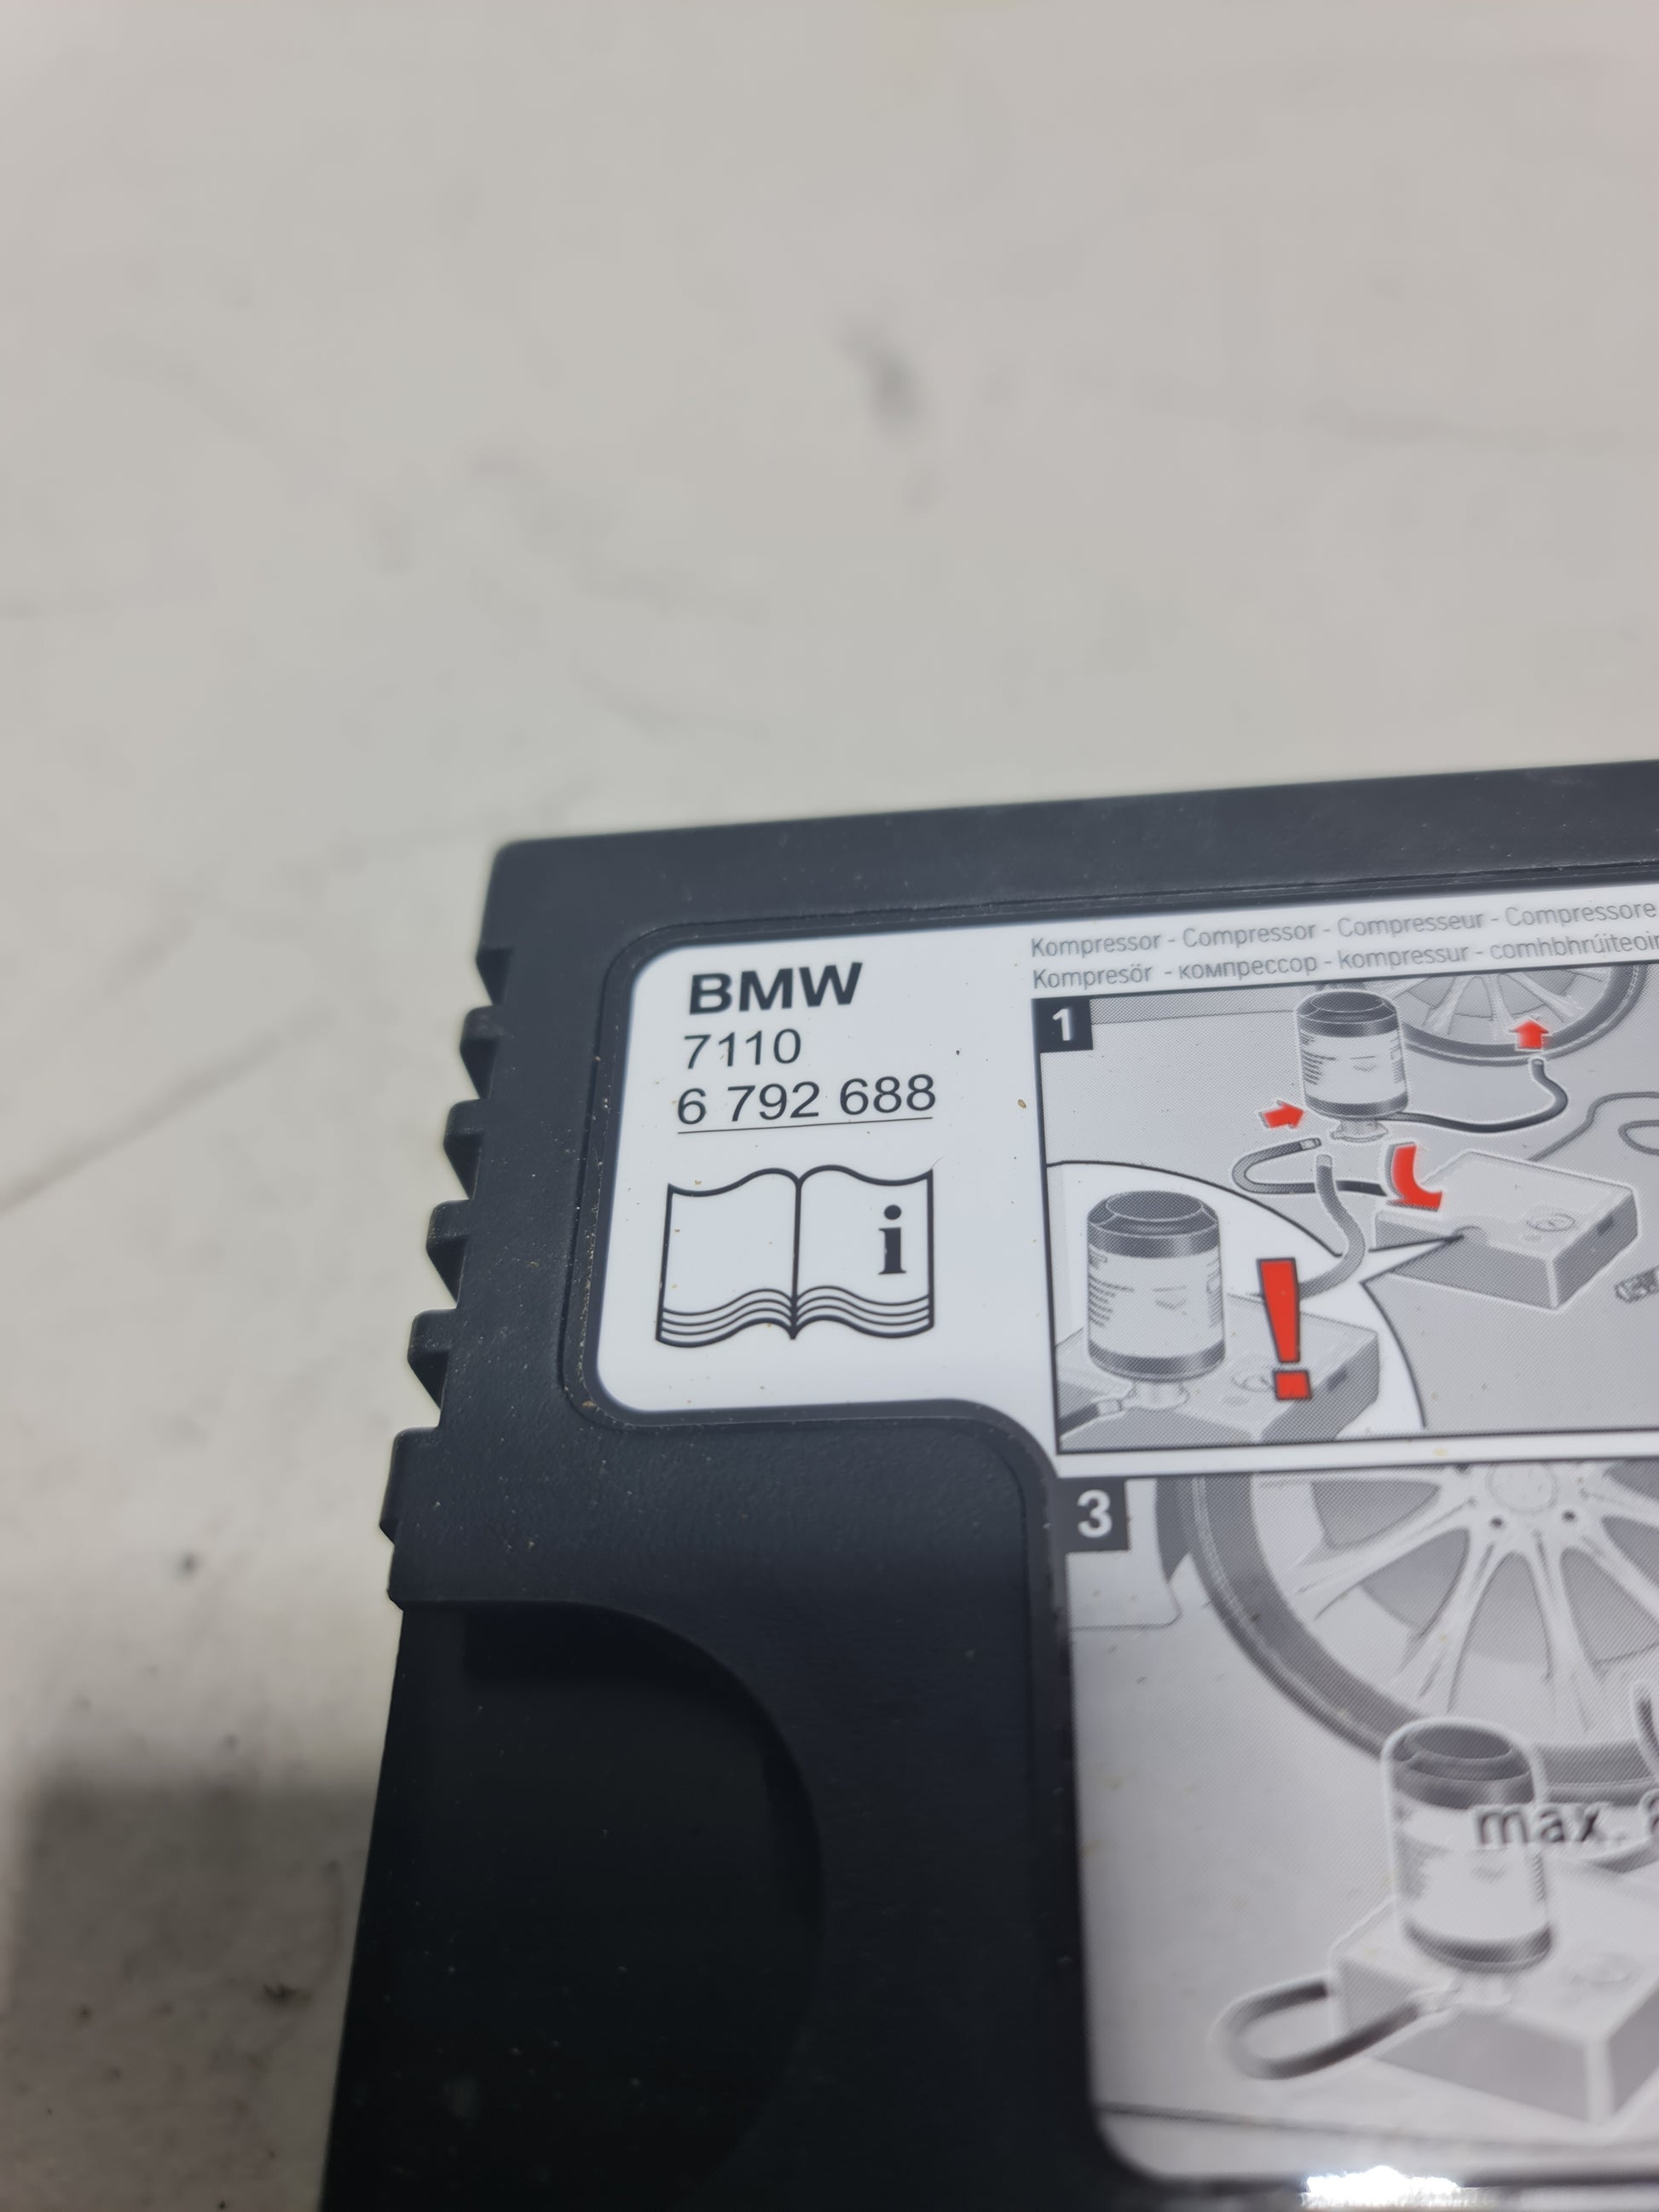 BMW
7110
6 792 688
i
Kompressor - Compressor - Compresseur - Compressore
Kompresör - компрессор - kompressur - comhbhrúiteoir
1
!
3
max.